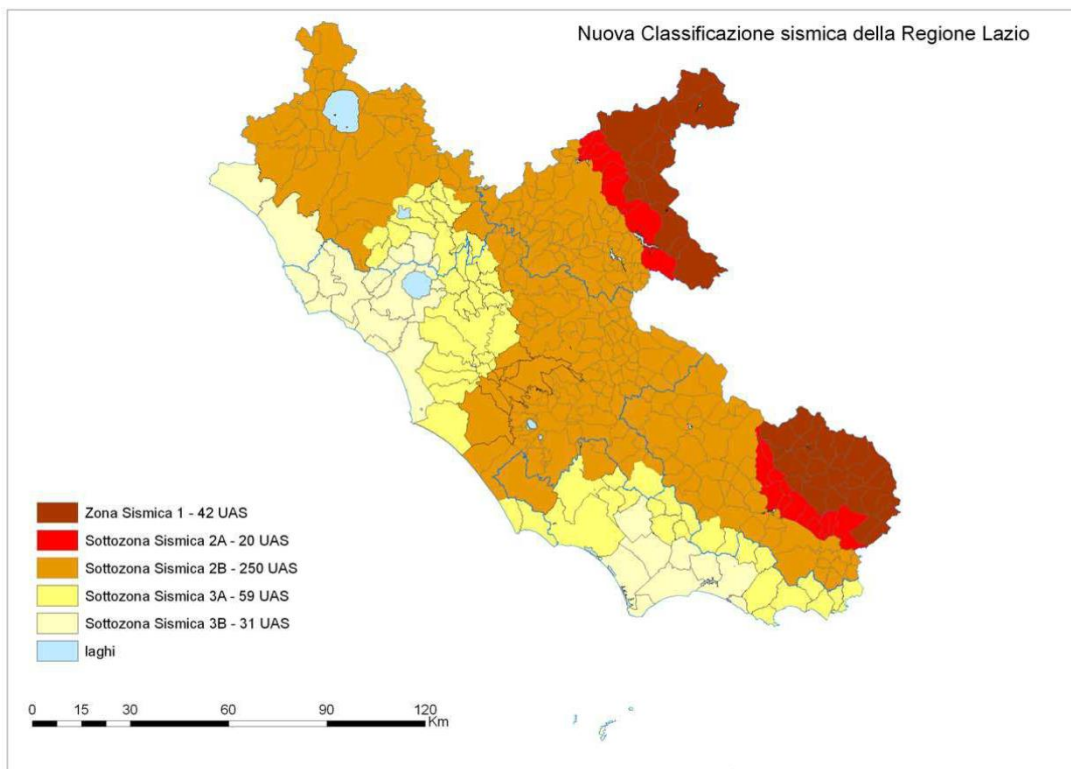 Nuova Classificazione sismica della Regione Lazio
Zona Sismica 1 - 42 UAS
Sottozona Sismica 2A - 20 UAS
Sottozona Sismica 2B - 250 UAS
Sottozona Sismica 3A - 59 UAS
Sottozona Sismica 3B - 31 UAS
laghi
0 15 30 60 90 120
Km